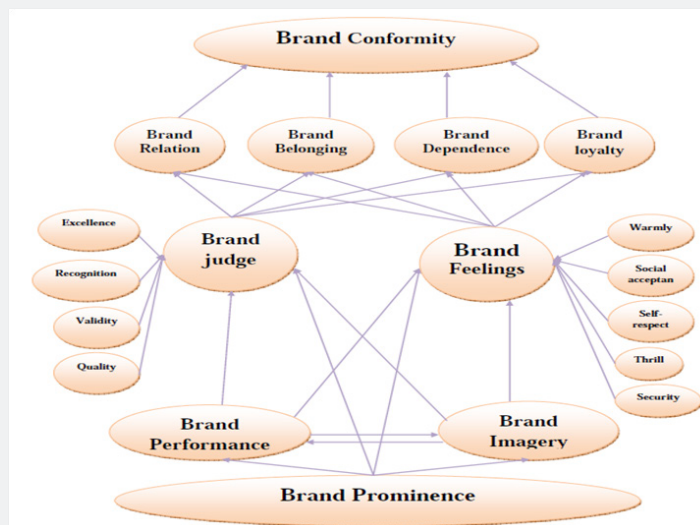 Brand Conformity
Brand
Relation
Brand
Belonging
Brand
Dependence
Brand
loyalty
Excellence
Recognition
Validity
Quality
Brand
judge
Brand
Feelings
Warmly
Social
acceptan
Self-
respect
Thrill
Security
Brand
Performance
Brand
Imagery
Brand Prominence